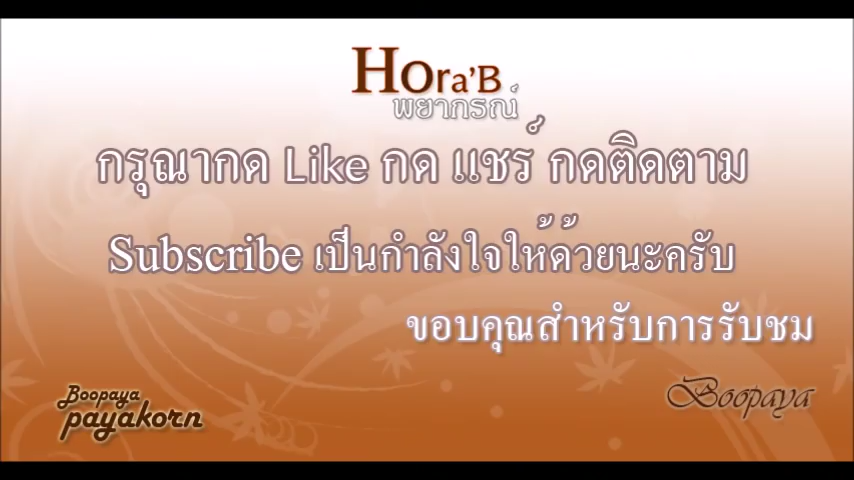 Hora'B
พยากรณ์
กรุณากด Like กด แชร์ กดติดตาม
Subscribe เป็นกำลังใจให้ด้วยนะครับ
ขอบคุณสำหรับการรับชม
Boopaya
payakorn
Boopaya